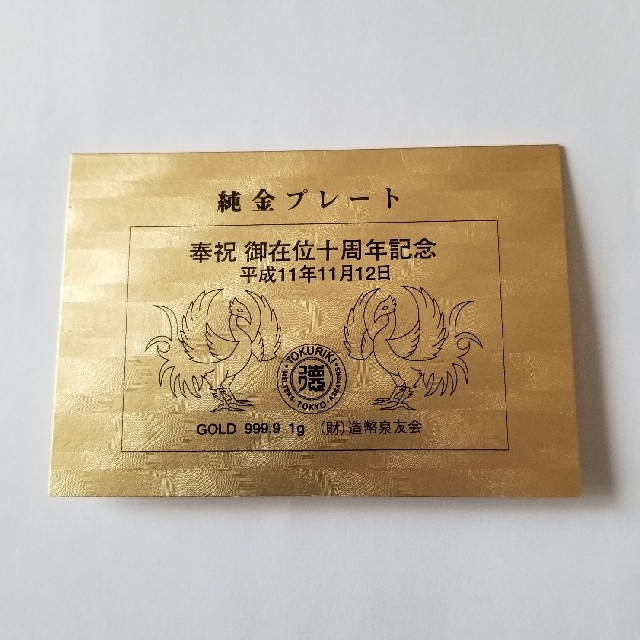 純金プレート
奉祝 御在位十周年記念
平成11年11月12日
TOKURIKI
徳
TOKYO
GOLD 999.9 1g (財)造幣泉友会